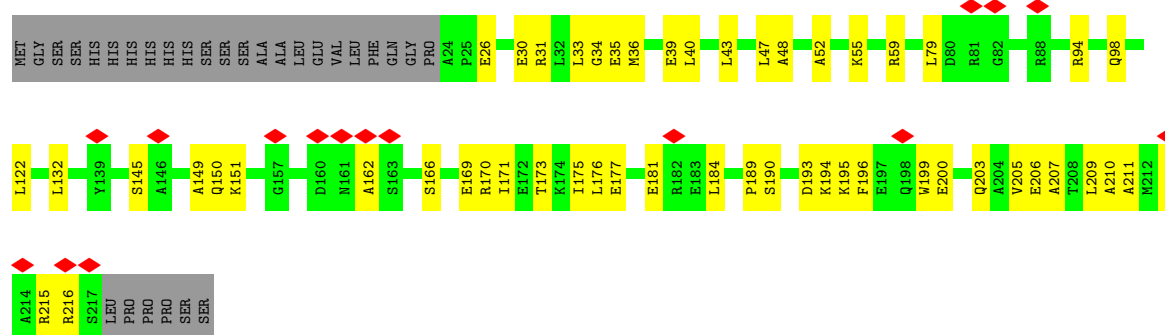 MET GLY SER SER HIS HIS HIS HIS HIS HIS SER SER SER ALA ALA LEU GLU VAL LEU PHE GLN GLY PRO A24 P25 E26 E30 R31 L32 L33 G34 E35 M36 E39 L40 L43 L47 A48 A52 K55 R59 L79 D80 R81 G82 R88 R94 Q98
L122 L132 Y139 S145 A146 A149 Q150 K151 G157 D160 N161 A162 S163 S166 E169 R170 I171 E172 T173 K174 I175 L176 E177 E181 R182 E183 L184 P189 S190 D193 K194 K195 F196 E197 Q198 W199 E200 Q203 A204 V205 E206 A207 T208 L209 A210 A211 M212
A214 R215 R216 S217 LEU PRO PRO PRO SER SER